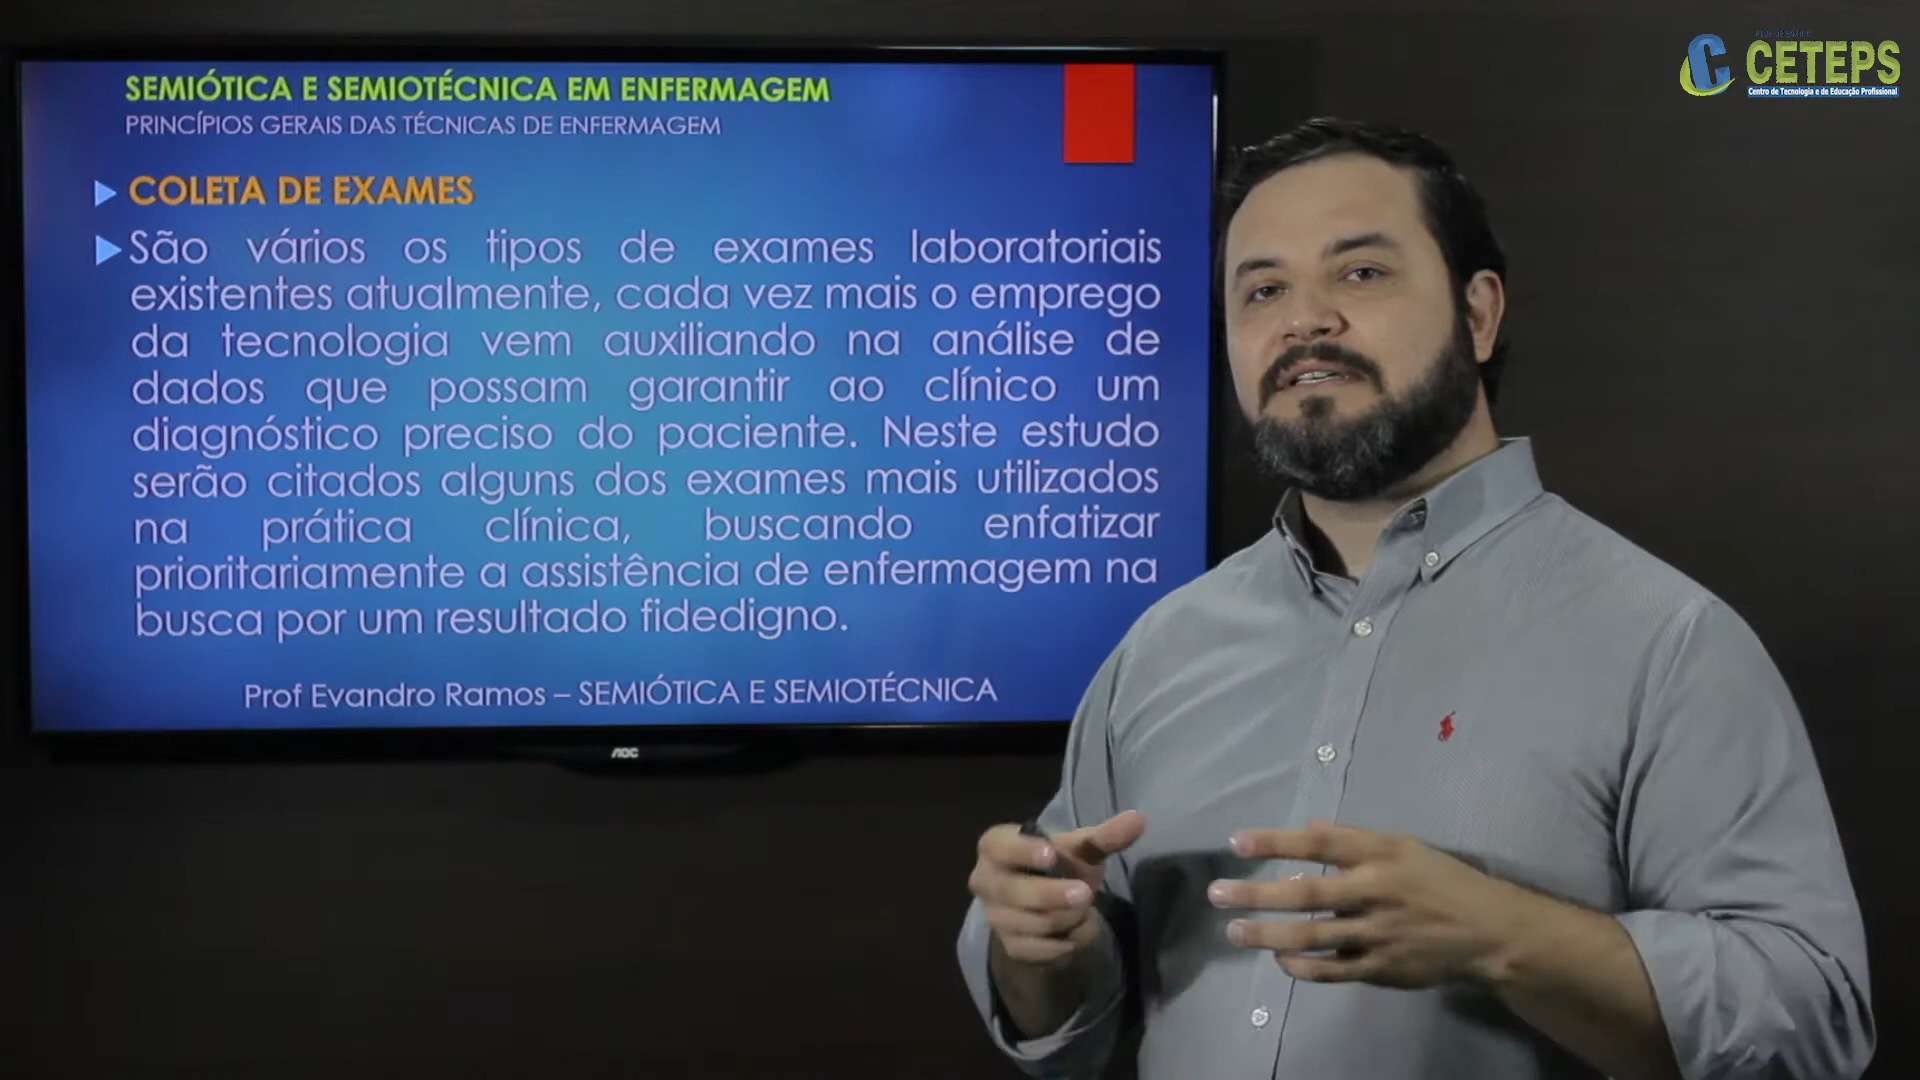 SEMIÓTICA E SEMIOTÉCNICA EM ENFERMAGEM
PRINCÍPIOS GERAIS DAS TÉCNICAS DE ENFERMAGEM
COLETA DE EXAMES
São vários os tipos de exames laboratoriais
existentes atualmente, cada vez mais o emprego
da tecnologia vem auxiliando na análise de
dados que possam garantir ao clínico um
diagnóstico preciso do paciente. Neste estudo
serão citados alguns dos exames mais utilizados
na prática clínica, buscando enfatizar
prioritariamente a assistência de enfermagem na
busca por um resultado fidedigno.
Prof Evandro Ramos – SEMIÓTICA E SEMIOTÉCNICA
AOC
CETEPS
Centro de Tecnologia e de Educação Profissional